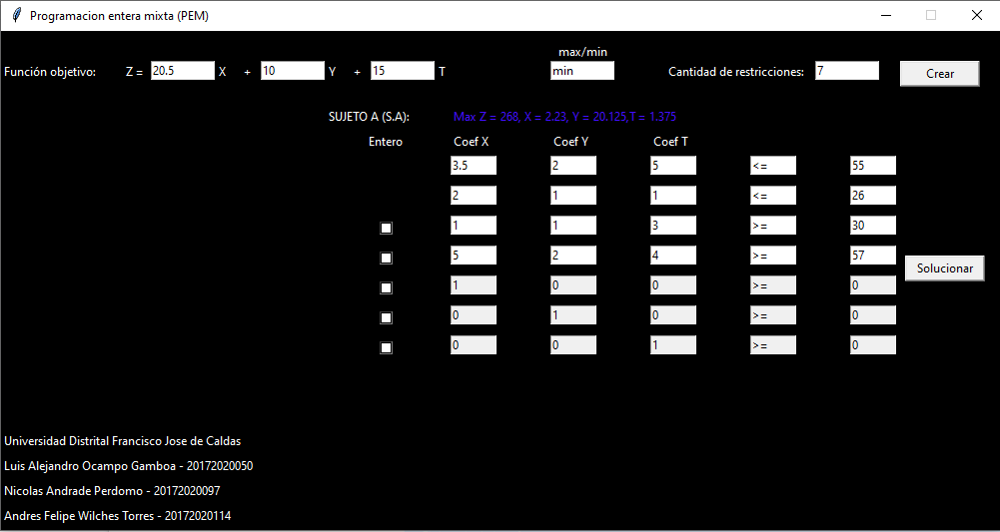 Programacion entera mixta (PEM)
max/min
Función objetivo: Z = 20.5 X + 10 Y + 15 T min Cantidad de restricciones: 7 Crear
SUJETO A (S.A): Max Z = 268, X = 2.23, Y = 20.125,T = 1.375
Entero Coef X Coef Y Coef T
3.5 2 5 <= 55
2 1 1 <= 26
1 1 3 >= 30
5 2 4 >= 57
Solucionar
1 0 0 >= 0
0 1 0 >= 0
0 0 1 >= 0
Universidad Distrital Francisco Jose de Caldas
Luis Alejandro Ocampo Gamboa - 20172020050
Nicolas Andrade Perdomo - 20172020097
Andres Felipe Wilches Torres - 20172020114